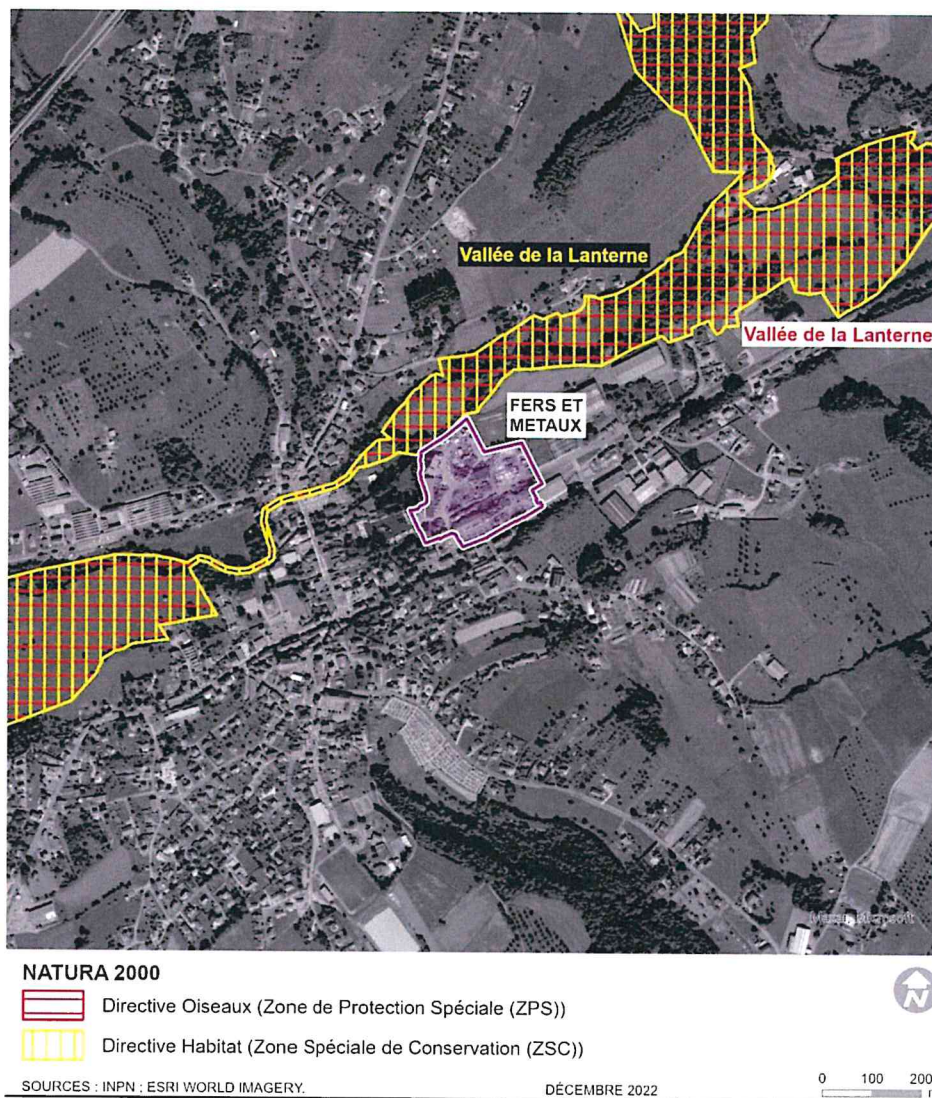 Vallée de la Lanterne
Vallée de la Lanterne
FERS ET
METAUX
NATURA 2000
Directive Oiseaux (Zone de Protection Spéciale (ZPS))
N
Directive Habitat (Zone Spéciale de Conservation (ZSC))
SOURCES : INPN ; ESRI WORLD IMAGERY.
DÉCEMBRE 2022
0 100 200